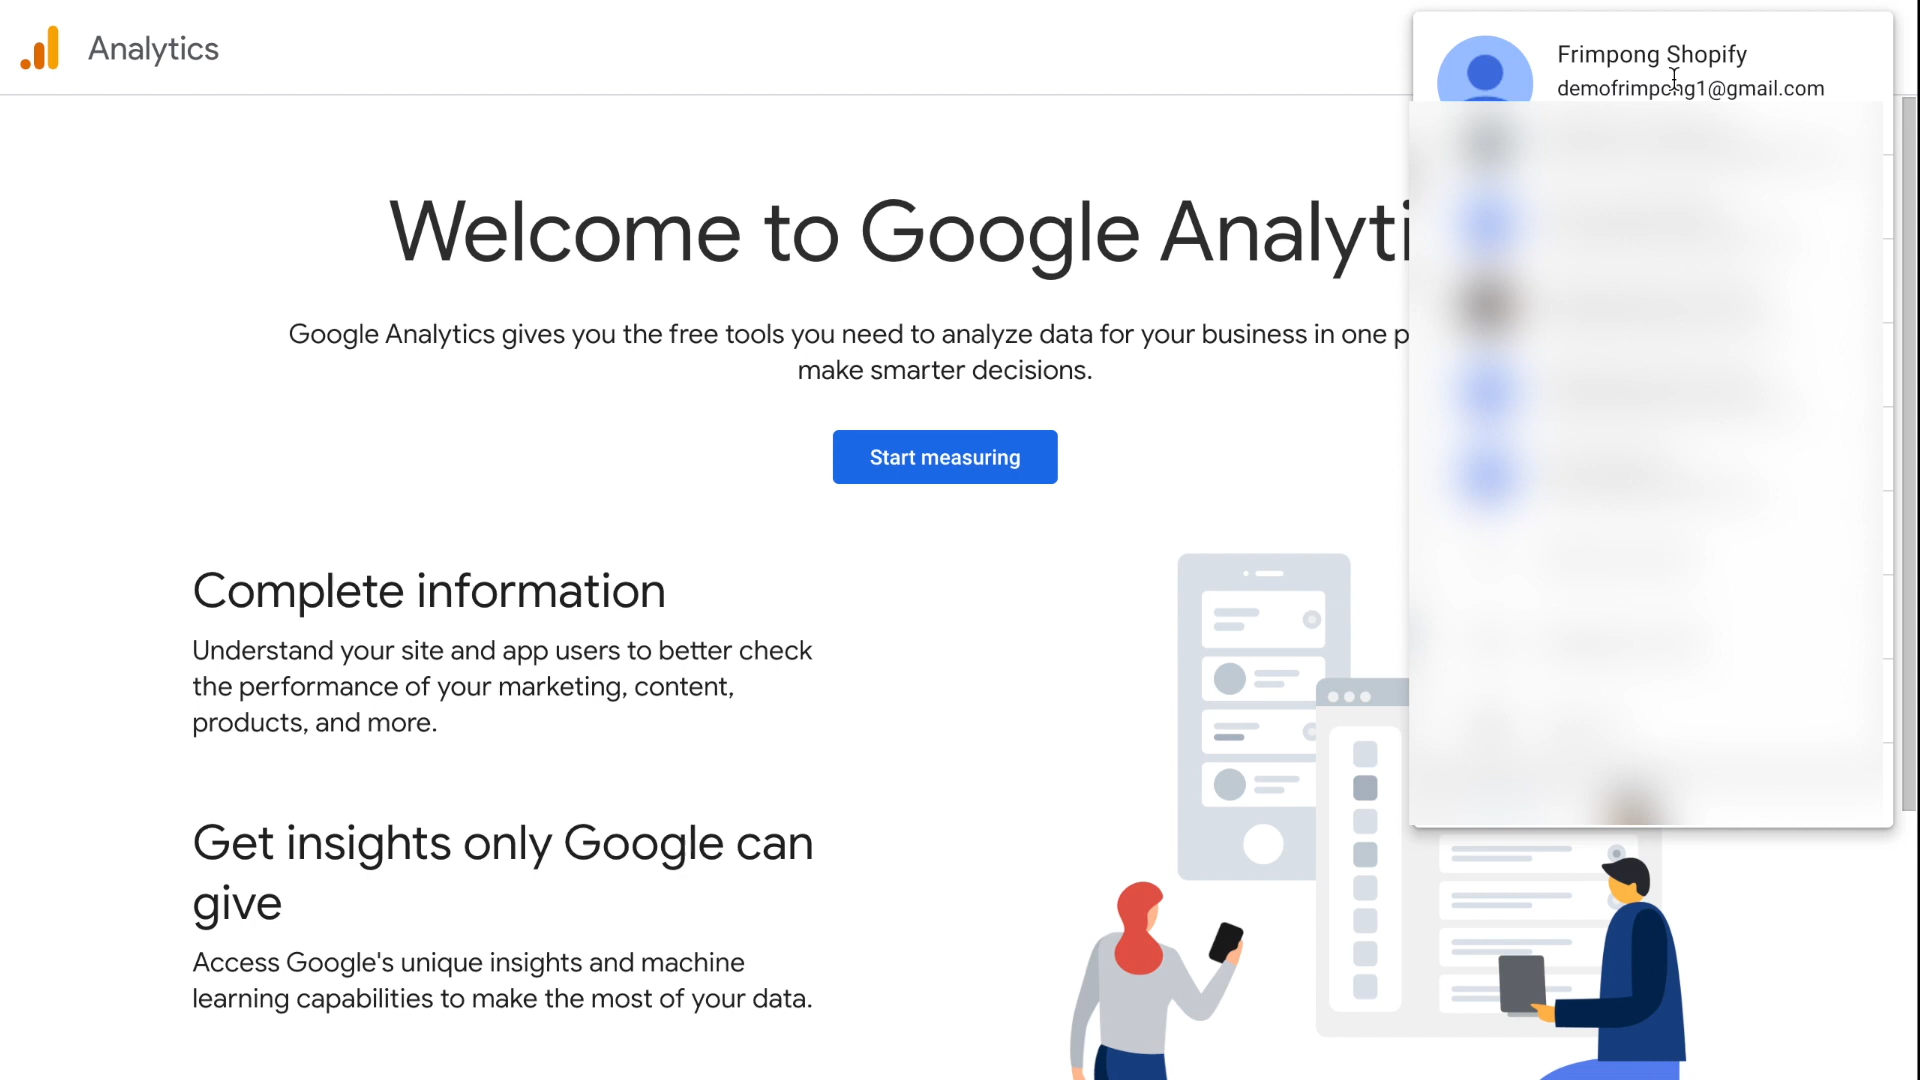 Analytics
Frimpong Shopify
demofrimpong1@gmail.com
Welcome to Google Analyti
Google Analytics gives you the free tools you need to analyze data for your business in one p
make smarter decisions.
Start measuring
Complete information
Understand your site and app users to better check
the performance of your marketing, content,
products, and more.
Get insights only Google can
give
Access Google's unique insights and machine
learning capabilities to make the most of your data.